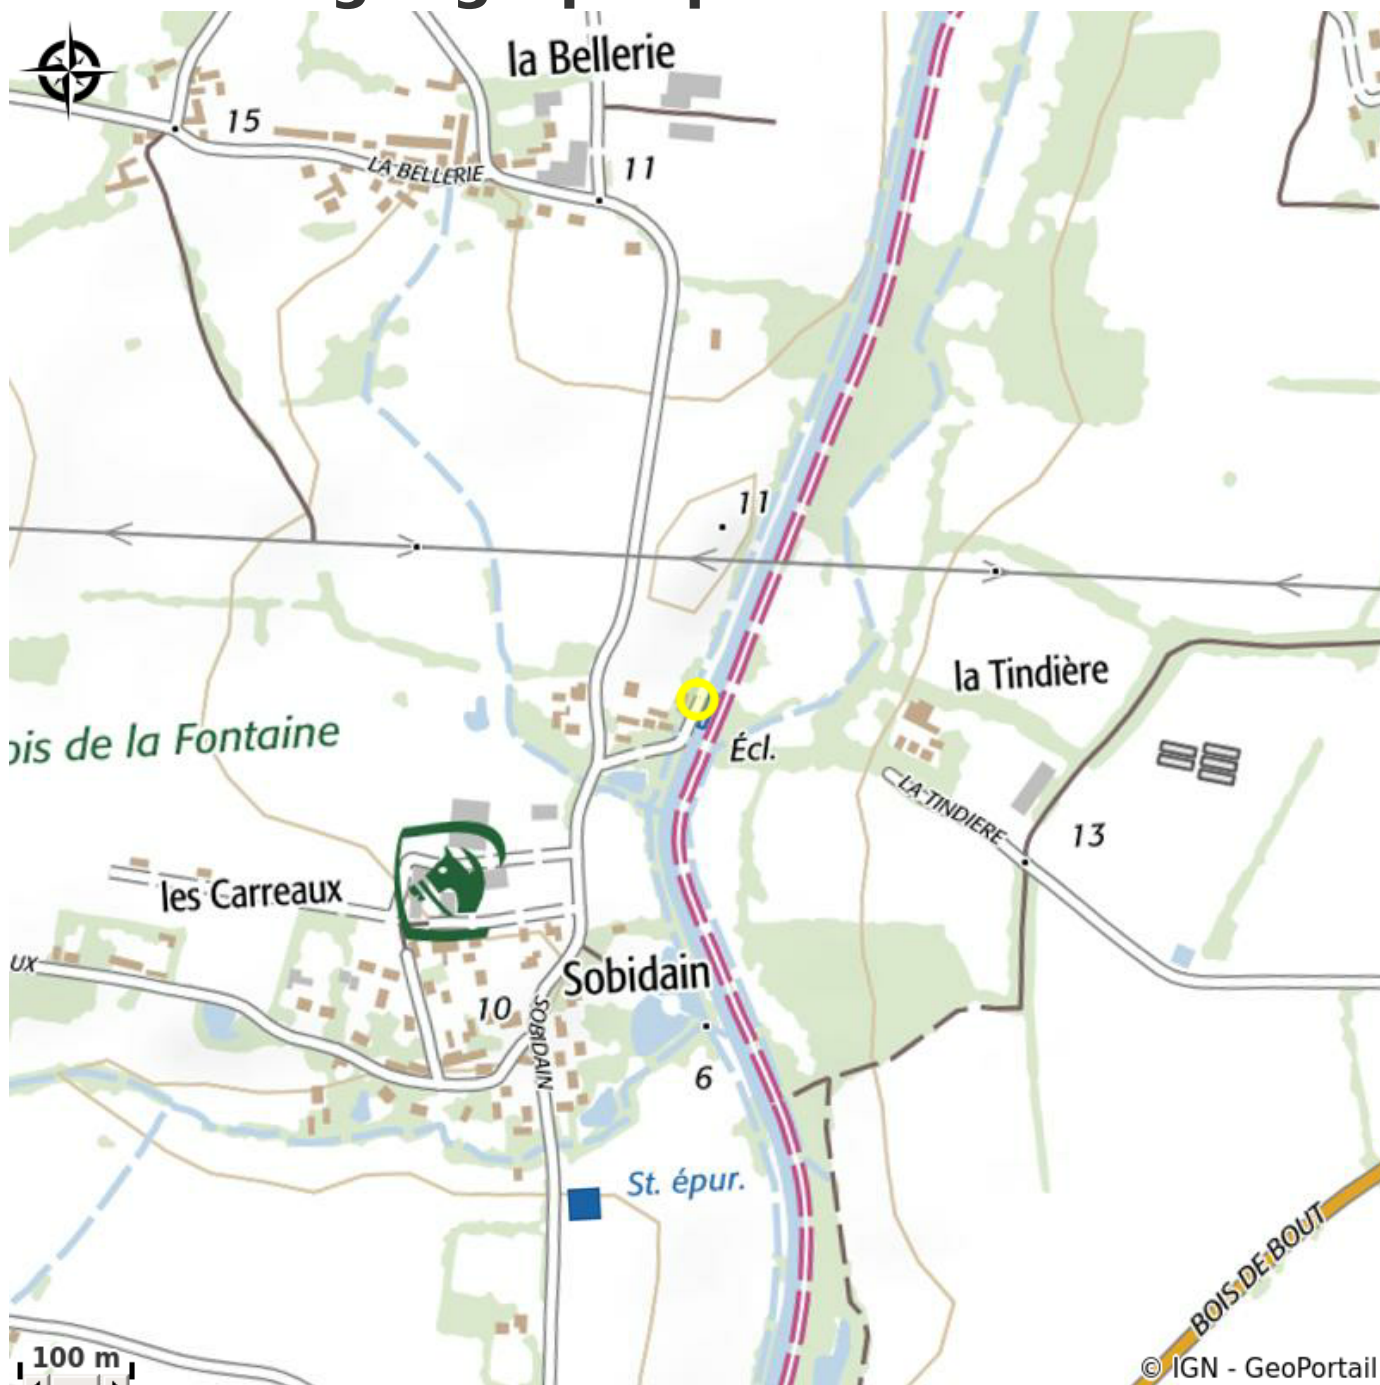 la Bellerie
15
LA BELLERIE
11
11
la Tindière
ois de la Fontaine
Écl.
LA TINDIERE
13
les Carreaux
UX
Sobidain
10
SOBIDAIN
6
St. épur.
BOIS DE BOUT
100 m
© IGN - GeoPortail